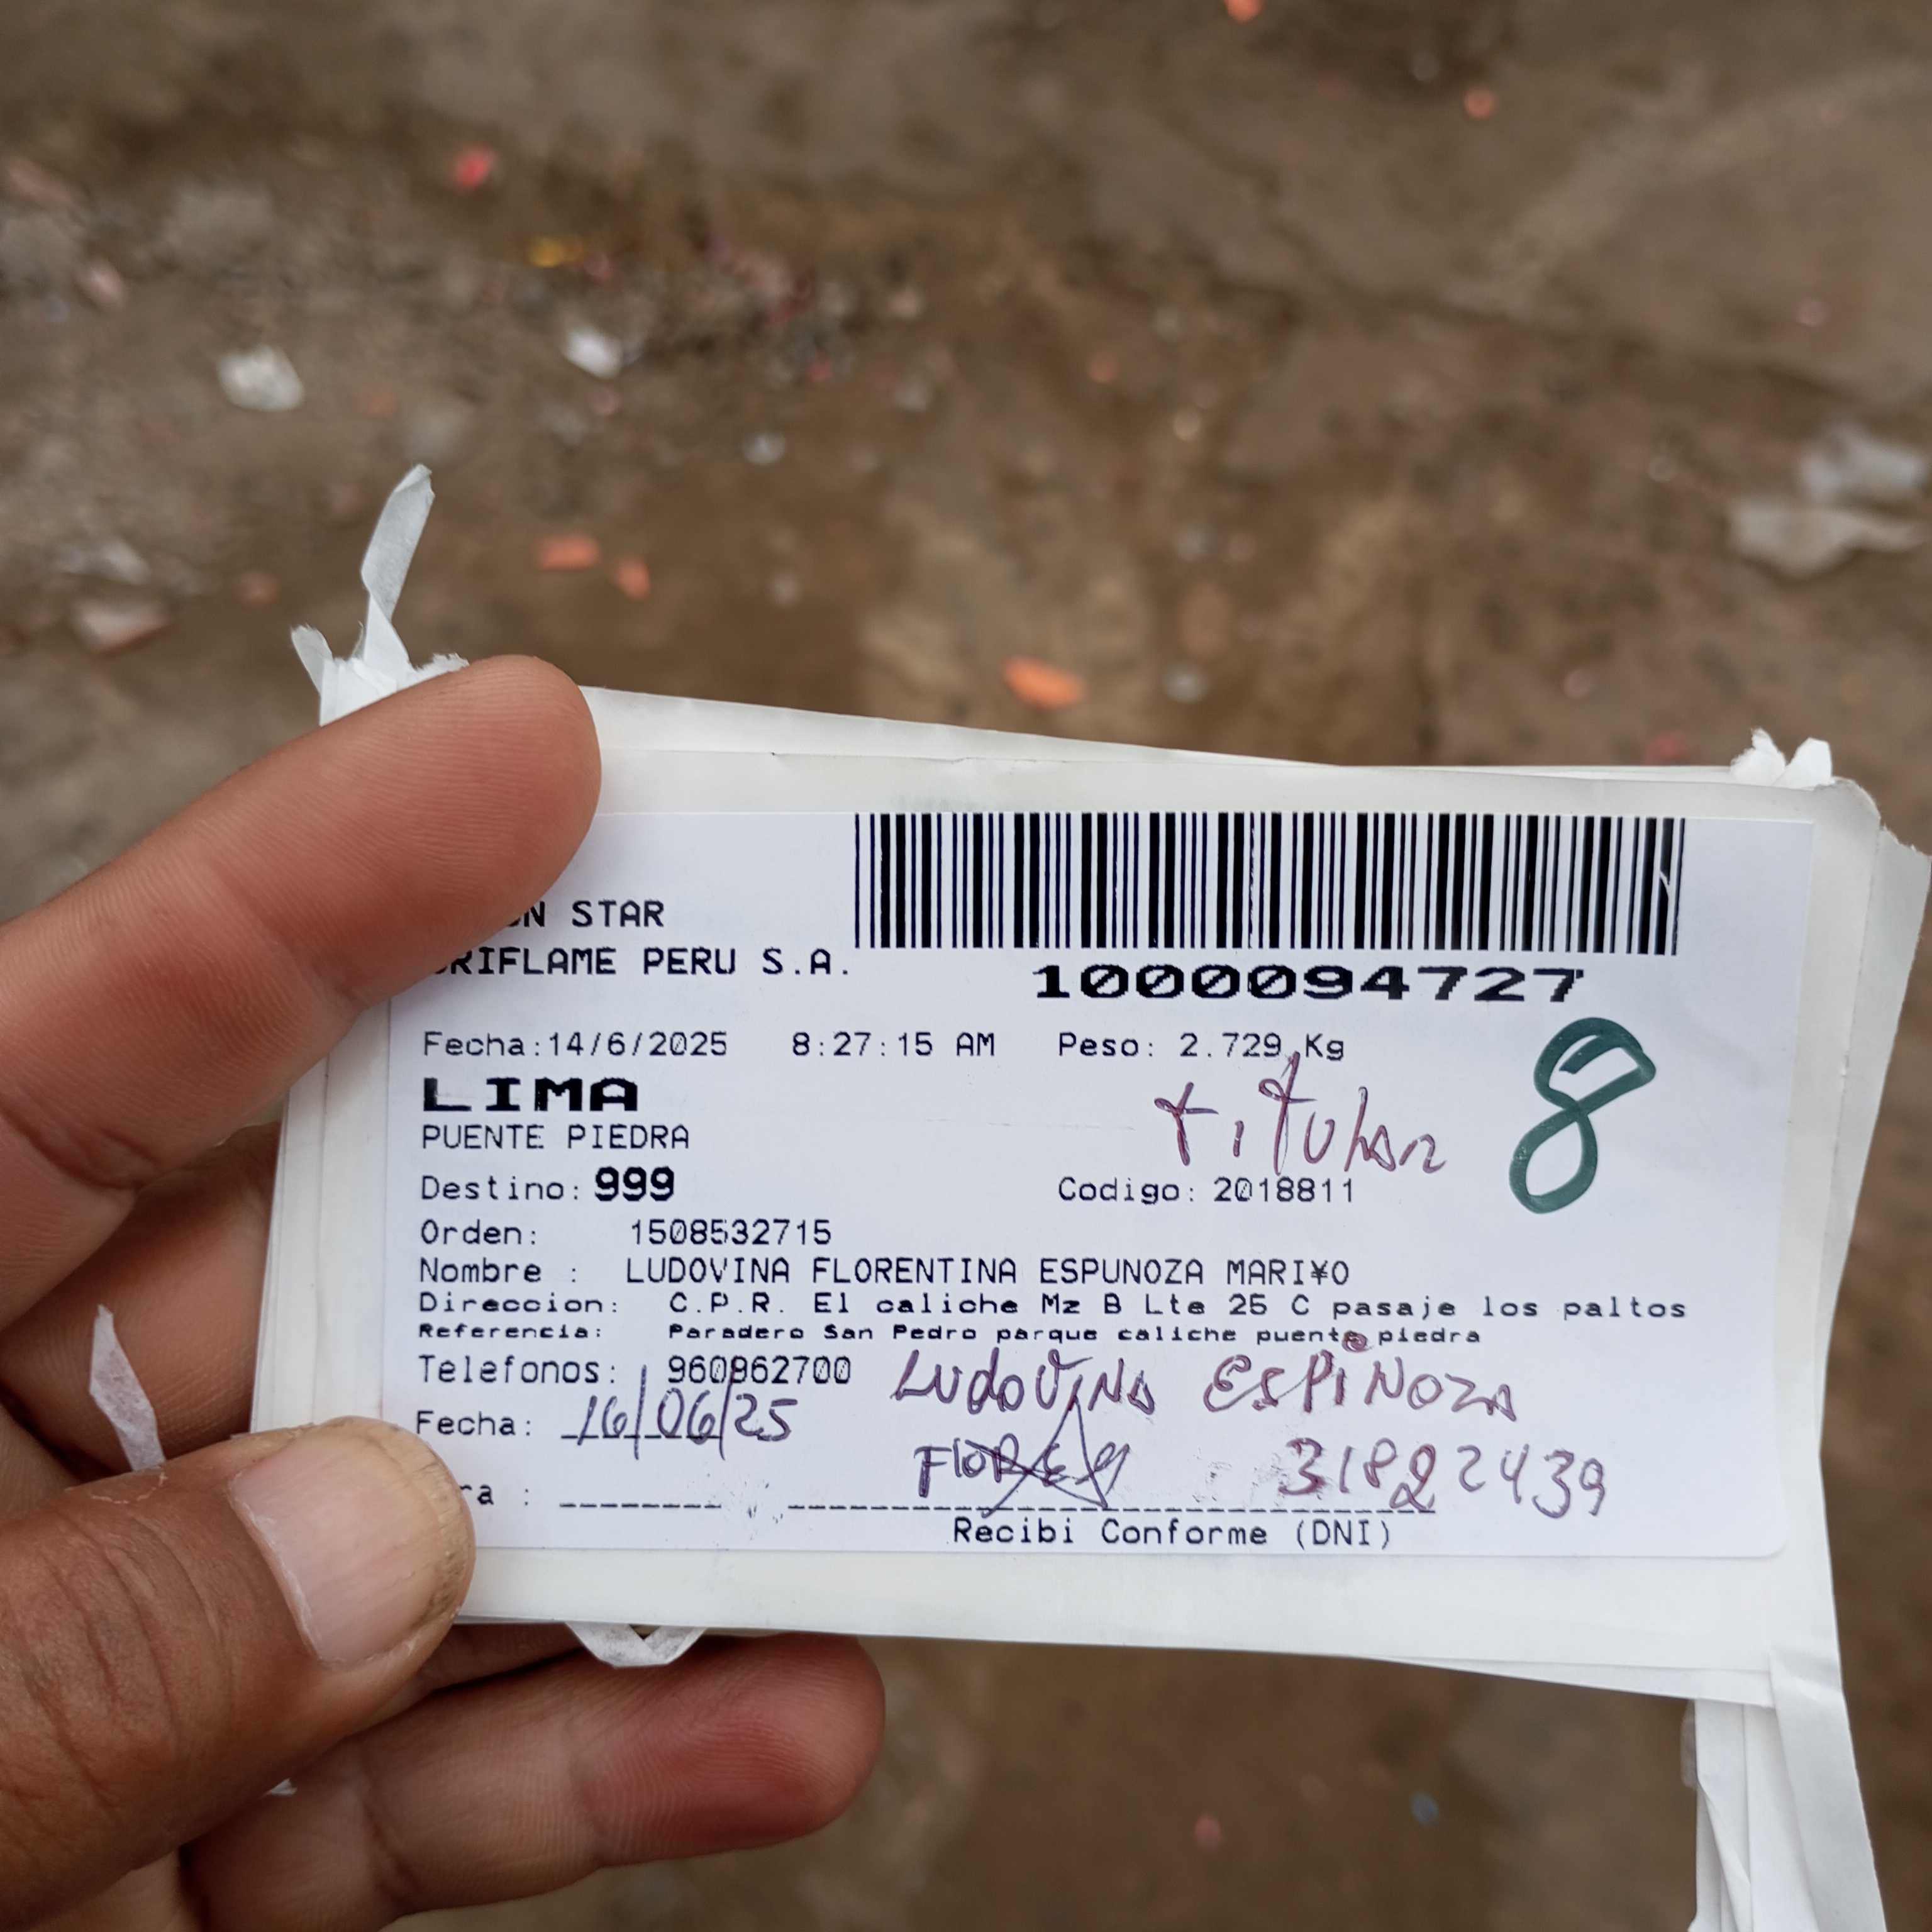 STAR
ORIFLAME PERU S.A.
1000094727
Fecha:14/6/2025 8:27:15 AM Peso: 2.729 Kg
8
LIMA
titular
PUENTE PIEDRA
Destino: 999 Codigo: 2018811
Orden: 1508532715
Nombre : LUDOVINA FLORENTINA ESPUNOZA MARI¥O
Direccion: C.P.R. El caliche Mz B Lte 25 C pasaje los paltos
Referencia: Paradero San Pedro parque caliche puente piedra
Telefonos: 960962700 LudoViNa ESPiNOZA
Fecha: 16/06/25
31822439
Recibi Conforme (DNI)